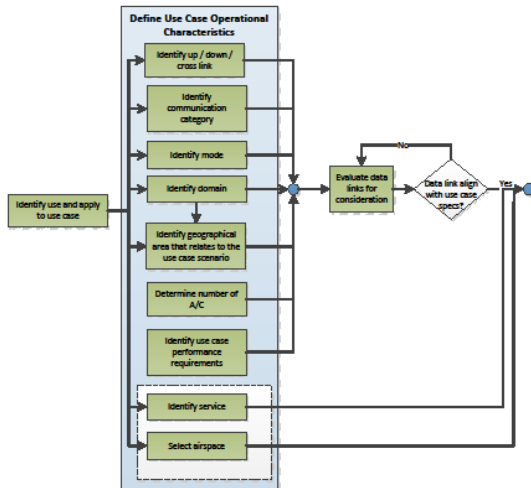 Define Use Case Operational
Characteristics
Identify up / down /
cross link
Identify
communication
category
Identify mode
Identify domain
Identify geographical
area that relates to the
use case scenario
Determine number of
A/C
Identify use case
performance
requirements
Identify service
Select airspace
Identify use and apply
to use case
Evaluate data
links for
consideration
No
Data link align
with use case
specs?
Yes